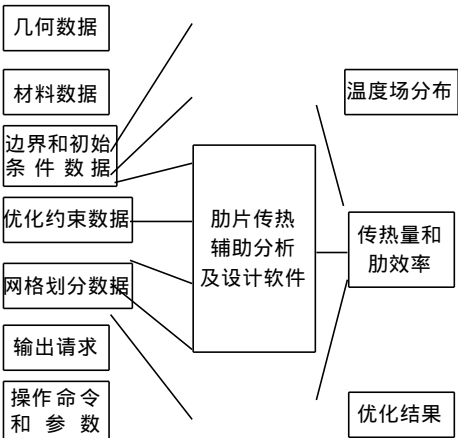 几何数据
材料数据
边界和初始
条件数据
优化约束数据
网格划分数据
输出请求
操作命令
和参数
肋片传热
辅助分析
及设计软件
温度场分布
传热量和
肋效率
优化结果